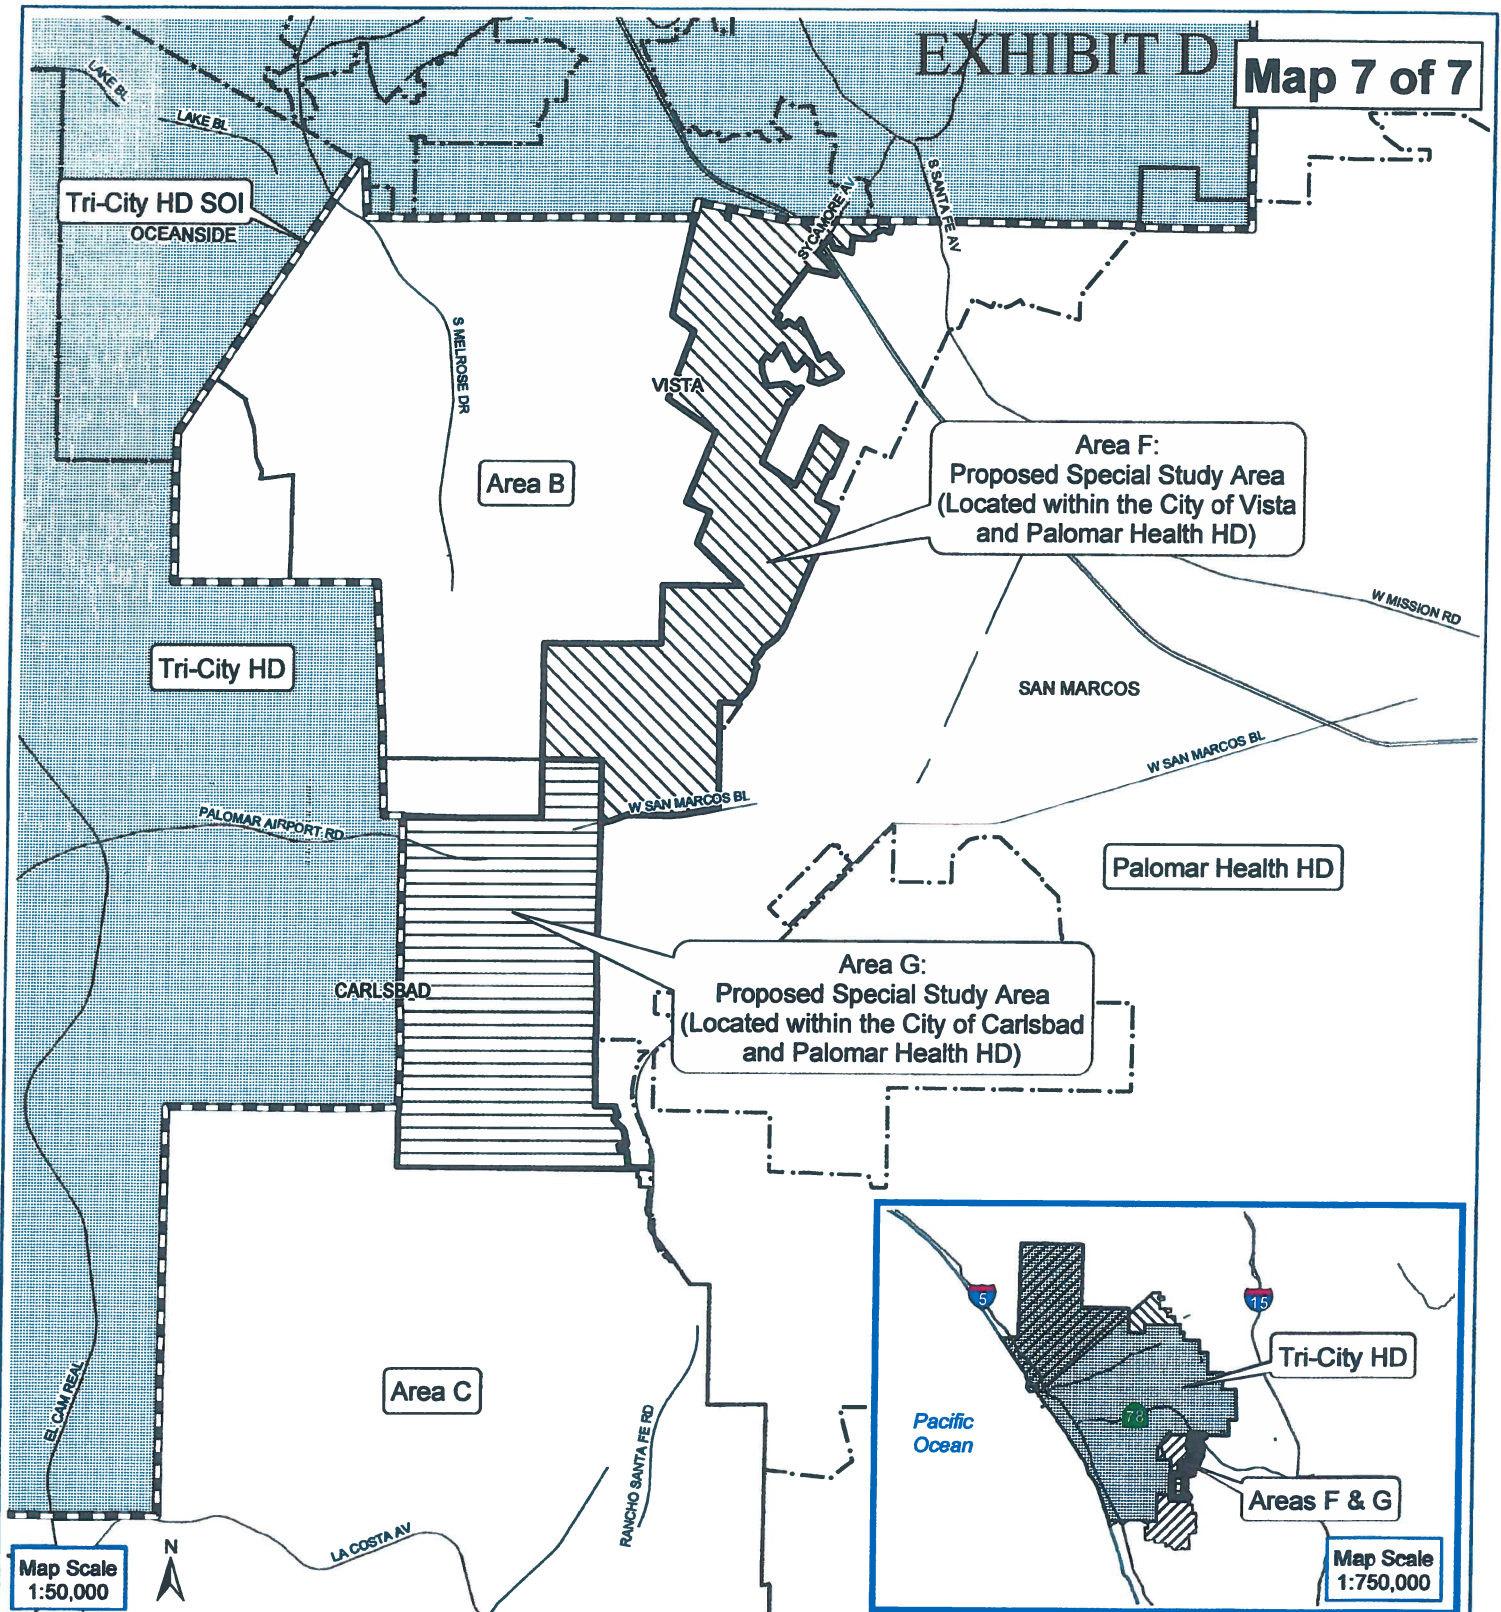 EXHIBIT D
Map 7 of 7
LAKE BL
LAKE BL
Tri-City HD SOI
OCEANSIDE
SYCAMORE AV
S SANTA FE AV
S MELROSE DR
VISTA
Area B
Area F:
Proposed Special Study Area
(Located within the City of Vista
and Palomar Health HD)
W MISSION RD
Tri-City HD
SAN MARCOS
W SAN MARCOS BL
W SAN MARCOS BL
PALOMAR AIRPORT RD
Palomar Health HD
Area G:
Proposed Special Study Area
(Located within the City of Carlsbad
and Palomar Health HD)
CARLSBAD
EL CAM REAL
Area C
RANCHO SANTA FE RD
LA COSTA AV
N
Map Scale
1:50,000
5
15
Tri-City HD
78
Pacific
Ocean
Areas F & G
Map Scale
1:750,000